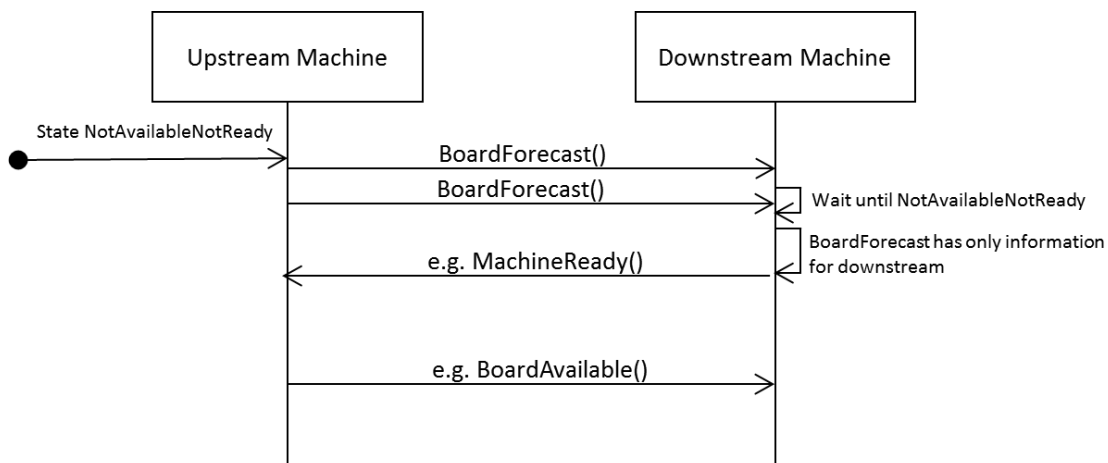 Upstream Machine
Downstream Machine
State NotAvailableNotReady
BoardForecast()
BoardForecast()
Wait until NotAvailableNotReady
BoardForecast has only information
for downstream
e.g. MachineReady()
e.g. BoardAvailable()